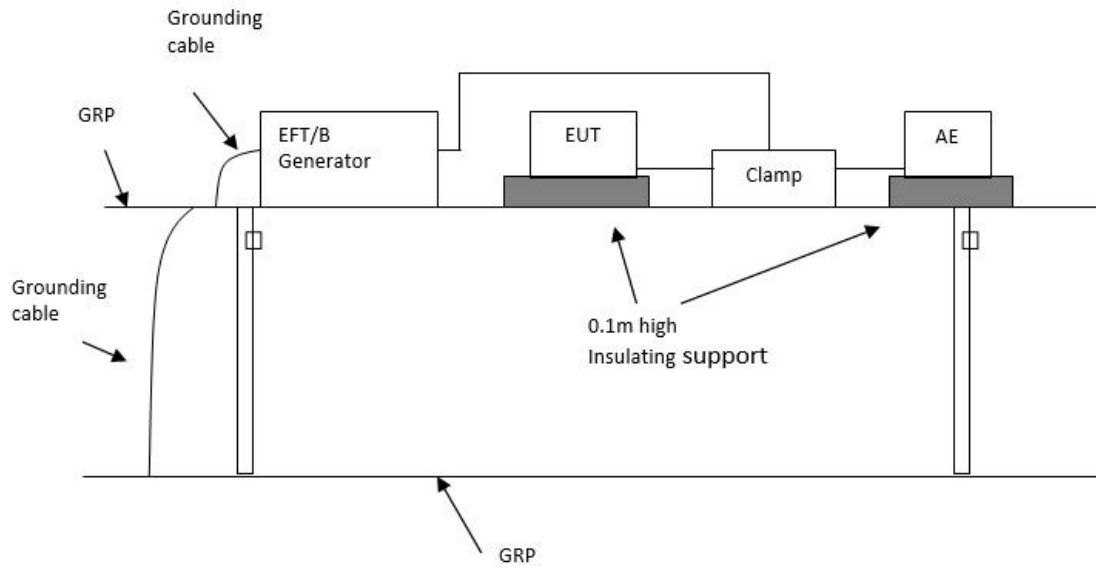 Grounding
cable
GRP
EFT/B
Generator
EUT
AE
Clamp
Grounding
cable
0.1m high
Insulating support
GRP